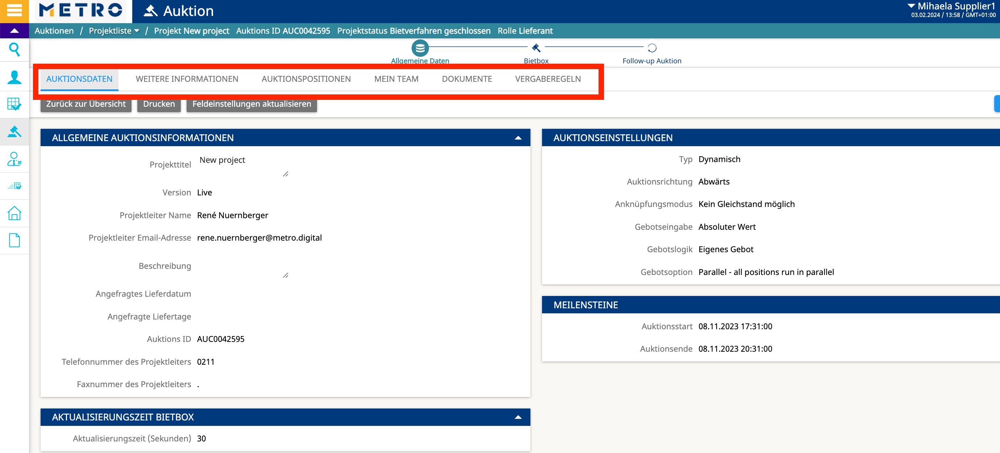 METRO
Auktion
Mihaela Supplier1
03.02.2024 / 13:58 / GMT+01:00
Auktionen / Projektliste / Projekt New project Auktions ID AUC0042595 Projektstatus Bietverfahren geschlossen Rolle Lieferant
Allgemeine Daten
Bietbox
Follow-up Auktion
AUKTIONSDATEN WEITERE INFORMATIONEN AUKTIONSPOSITIONEN MEIN TEAM DOKUMENTE VERGABEREGELN
Zurück zur Übersicht Drucken Feldeinstellungen aktualisieren
ALLGEMEINE AUKTIONSINFORMATIONEN
Projekttitel New project
Version Live
Projektleiter Name René Nuernberger
Projektleiter Email-Adresse rene.nuernberger@metro.digital
Beschreibung
Angefragtes Lieferdatum
Angefragte Liefertage
Auktions ID AUC0042595
Telefonnummer des Projektleiters 0211
Faxnummer des Projektleiters .
AKTUALISIERUNGSZEIT BIETBOX
Aktualisierungszeit (Sekunden) 30
AUKTIONSEINSTELLUNGEN
Typ Dynamisch
Auktionsrichtung Abwärts
Anknüpfungsmodus Kein Gleichstand möglich
Gebotseingabe Absoluter Wert
Gebotslogik Eigenes Gebot
Gebotsoption Parallel - all positions run in parallel
MEILENSTEINE
Auktionsstart 08.11.2023 17:31:00
Auktionsende 08.11.2023 20:31:00